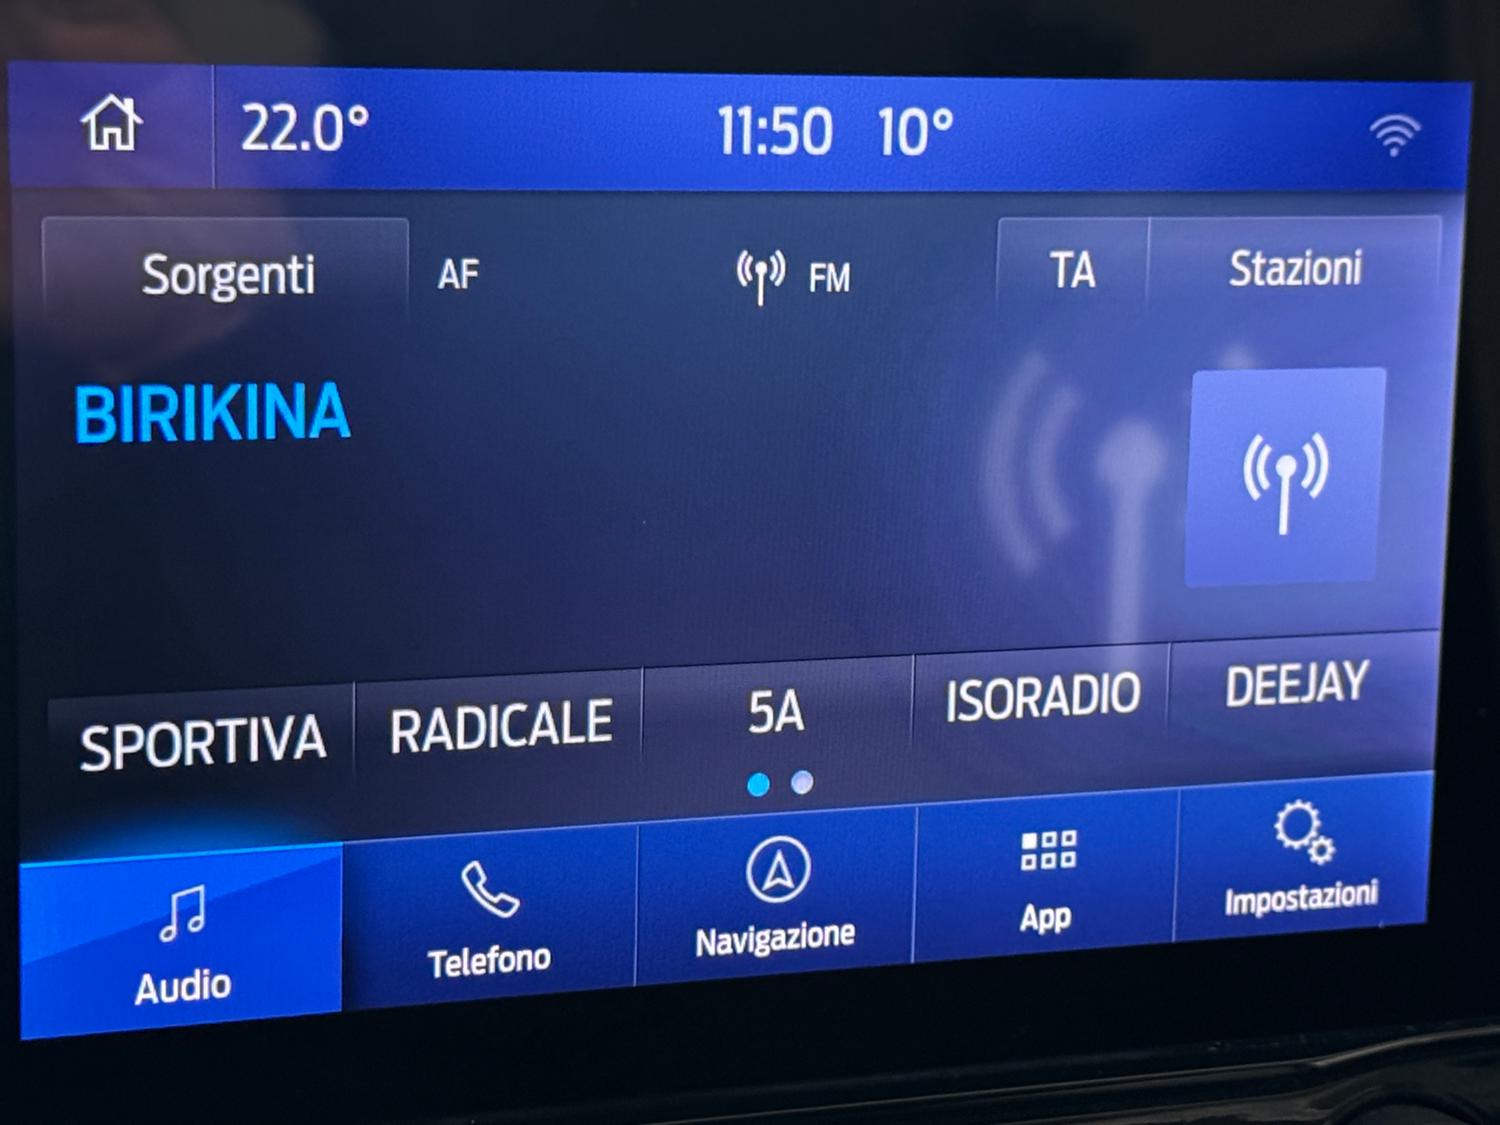 22.0° 11:50 10°
Sorgenti AF FM TA Stazioni
BIRIKINA
SPORTIVA RADICALE 5A ISORADIO DEEJAY
Audio Telefono Navigazione App Impostazioni